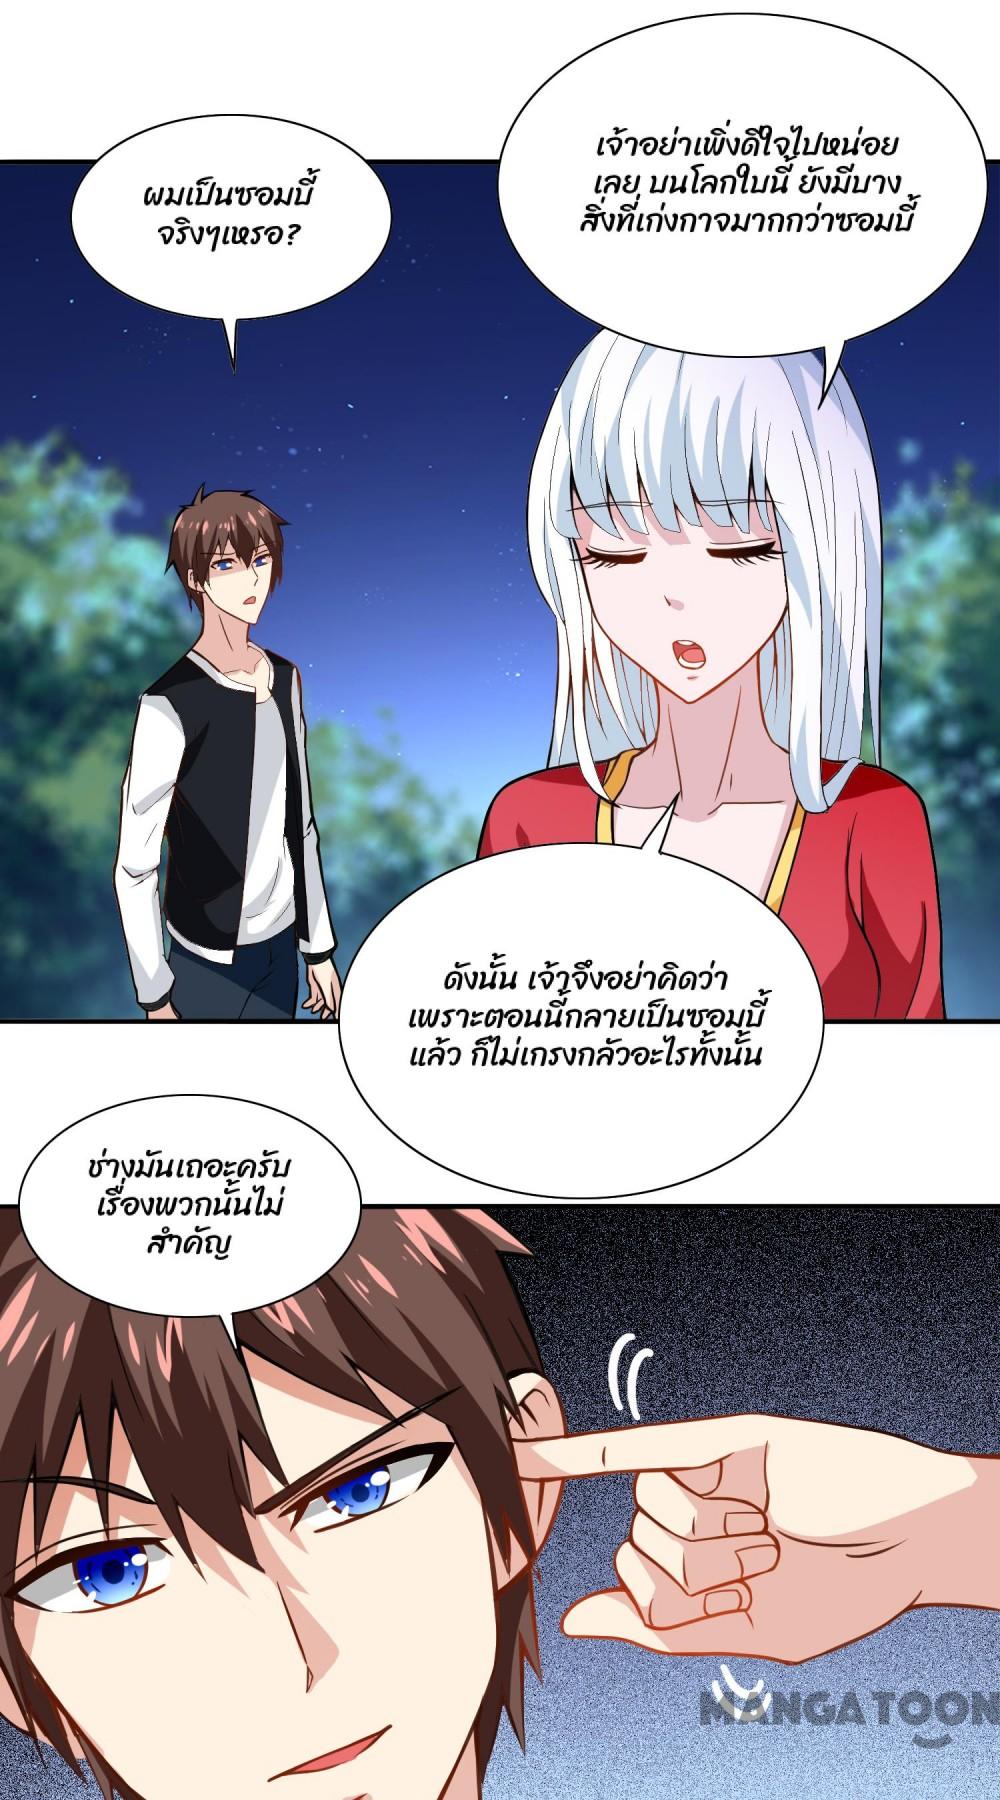 ผมเป็นซอมบี้
จริงๆเหรอ?
เจ้าอย่าเพิ่งดีใจไปหน่อย
เลย บนโลกใบนี้ ยังมีบาง
สิ่งที่เก่งกาจมากกว่าซอมบี้
ดังนั้น เจ้าจึงอย่าคิดว่า
เพราะตอนนี้กลายเป็นซอมบี้
แล้ว ก็ไม่เกรงกลัวอะไรทั้งนั้น
ช่างมันเถอะครับ
เรื่องพวกนั้นไม่
สำคัญ
MANGATOON